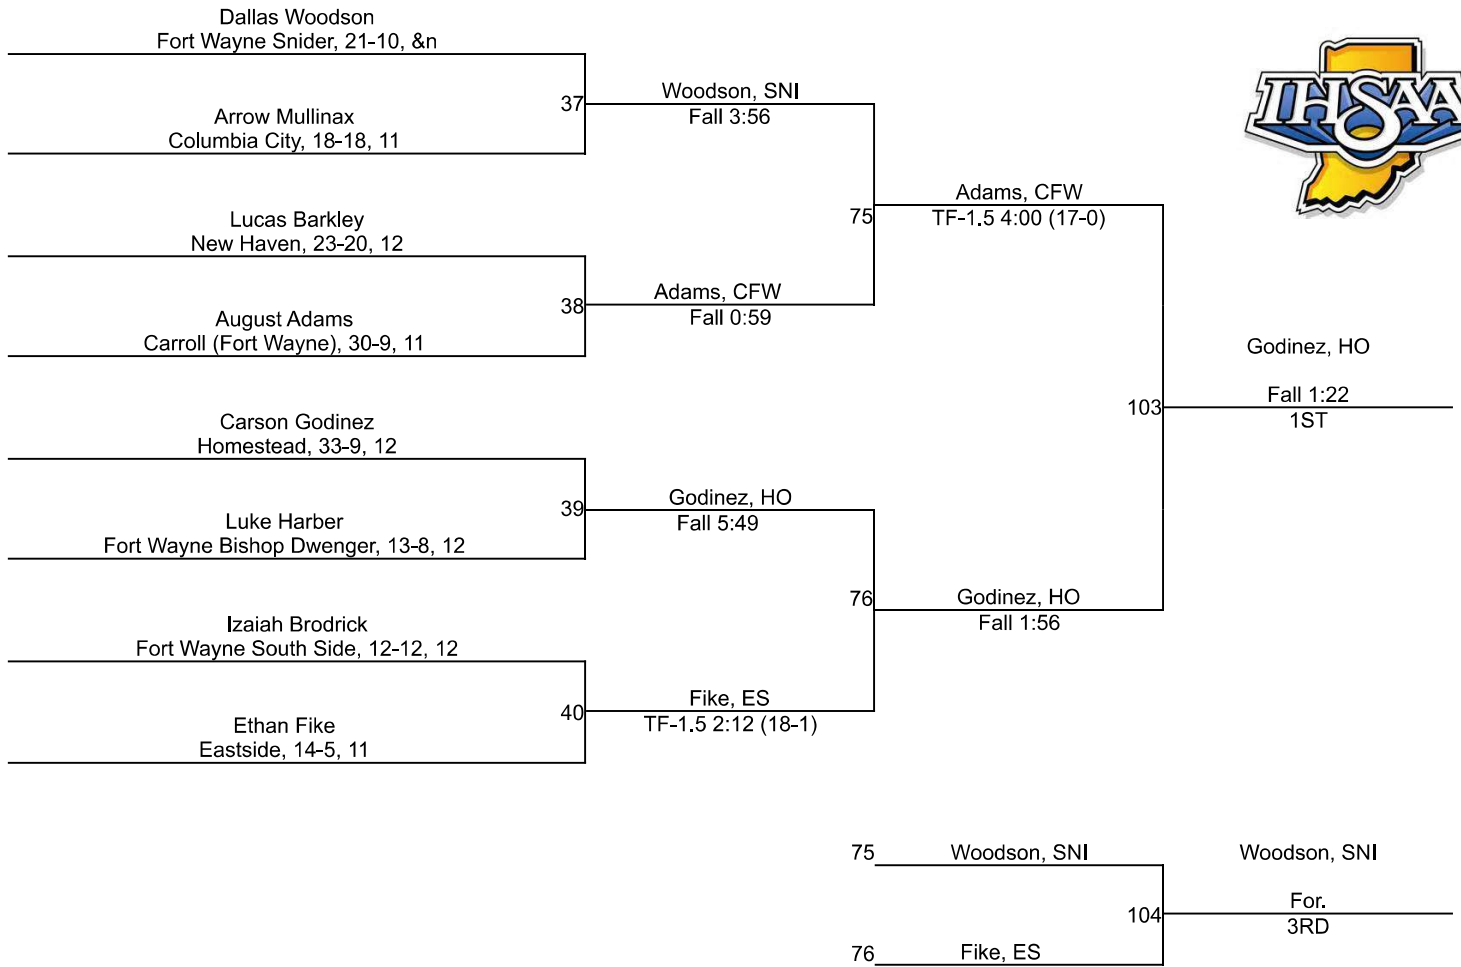 Dallas Woodson
Fort Wayne Snider, 21-10, &n
Arrow Mullinax
Columbia City, 18-18, 11
Lucas Barkley
New Haven, 23-20, 12
August Adams
Carroll (Fort Wayne), 30-9, 11
Carson Godinez
Homestead, 33-9, 12
Luke Harber
Fort Wayne Bishop Dwenger, 13-8, 12
Izaiah Brodrick
Fort Wayne South Side, 12-12, 12
Ethan Fike
Eastside, 14-5, 11
37
Woodson, SNI
Fall 3:56
38
Adams, CFW
Fall 0:59
39
Godinez, HO
Fall 5:49
40
Fike, ES
TF-1.5 2:12 (18-1)
75
Adams, CFW
TF-1.5 4:00 (17-0)
76
Godinez, HO
Fall 1:56
103
Godinez, HO
Fall 1:22
1ST
IHSAA
75
Woodson, SNI
76
Fike, ES
104
Woodson, SNI
For.
3RD